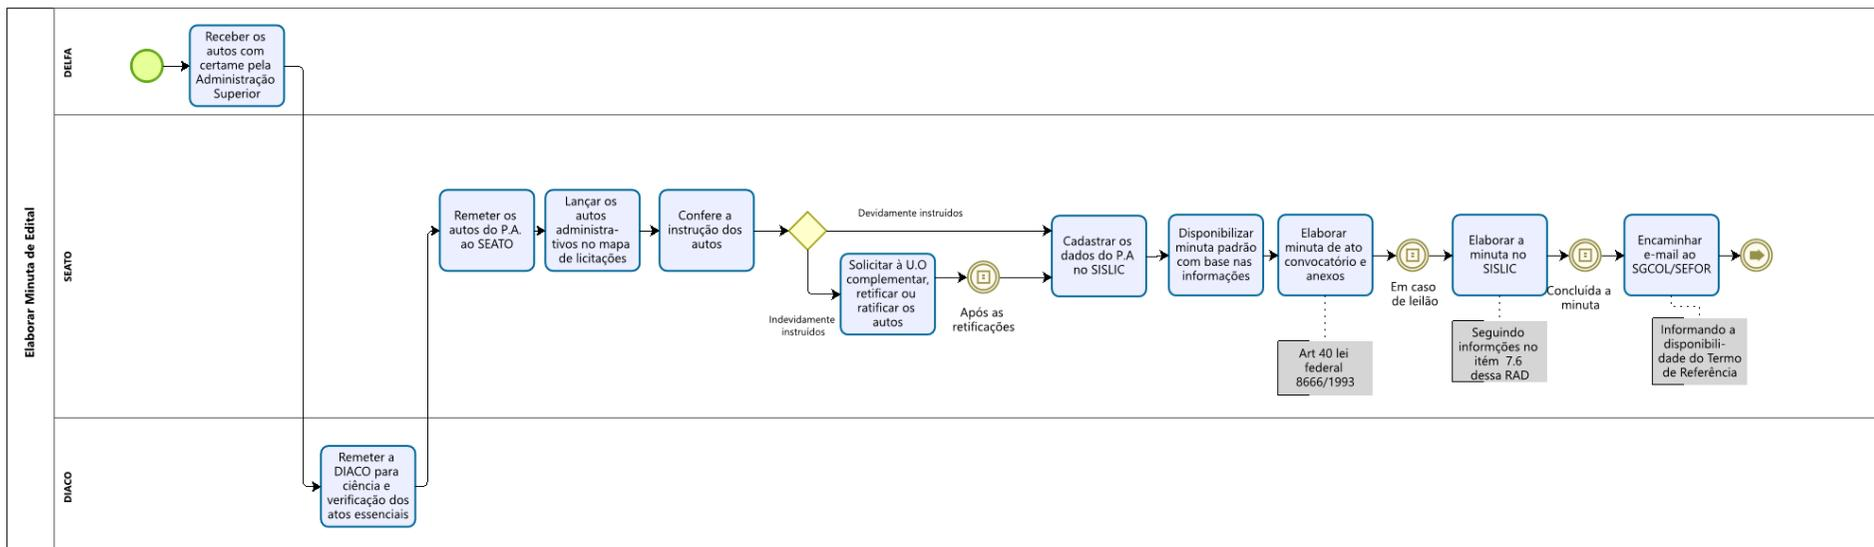 Elaborar Minuta de Edital
DELFA
Receber os
autos com
certame pela
Administração
Superior
SEATO
Remeter os
autos do P.A.
ao SEATO
Lançar os
autos
administra-
tivos no mapa
de licitações
Confere a
instrução dos
autos
Devidamente instruídos
Indevidamente
instruídos
Solicitar à U.O
complementar,
retificar ou
ratificar os
autos
Após as
retificações
Cadastrar os
dados do P.A
no SISLIC
Disponibilizar
minuta padrão
com base nas
informações
Elaborar
minuta de ato
convocatório e
anexos
Art 40 lei
federal
8666/1993
Em caso
de leilão
Elaborar a
minuta no
SISLIC
Seguindo
informções no
itém 7.6
dessa RAD
Concluída a
minuta
Encaminhar
e-mail ao
SGCOL/SEFOR
Informando a
disponibili-
dade do Termo
de Referência
DIACO
Remeter a
DIACO para
ciência e
verificação dos
atos essenciais